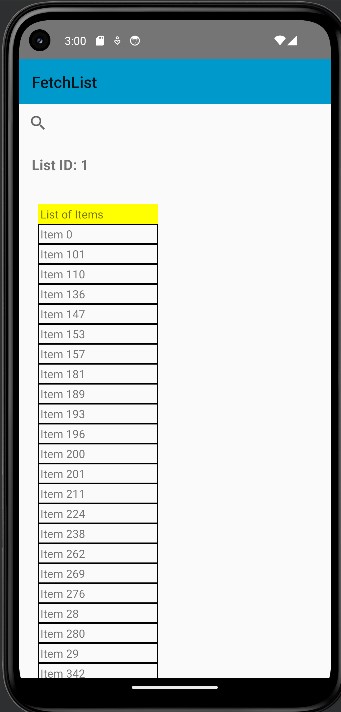 3:00
FetchList
List ID: 1
List of Items
Item 0
Item 101
Item 110
Item 136
Item 147
Item 153
Item 157
Item 181
Item 189
Item 193
Item 196
Item 200
Item 201
Item 211
Item 224
Item 238
Item 262
Item 269
Item 276
Item 28
Item 280
Item 29
Item 342